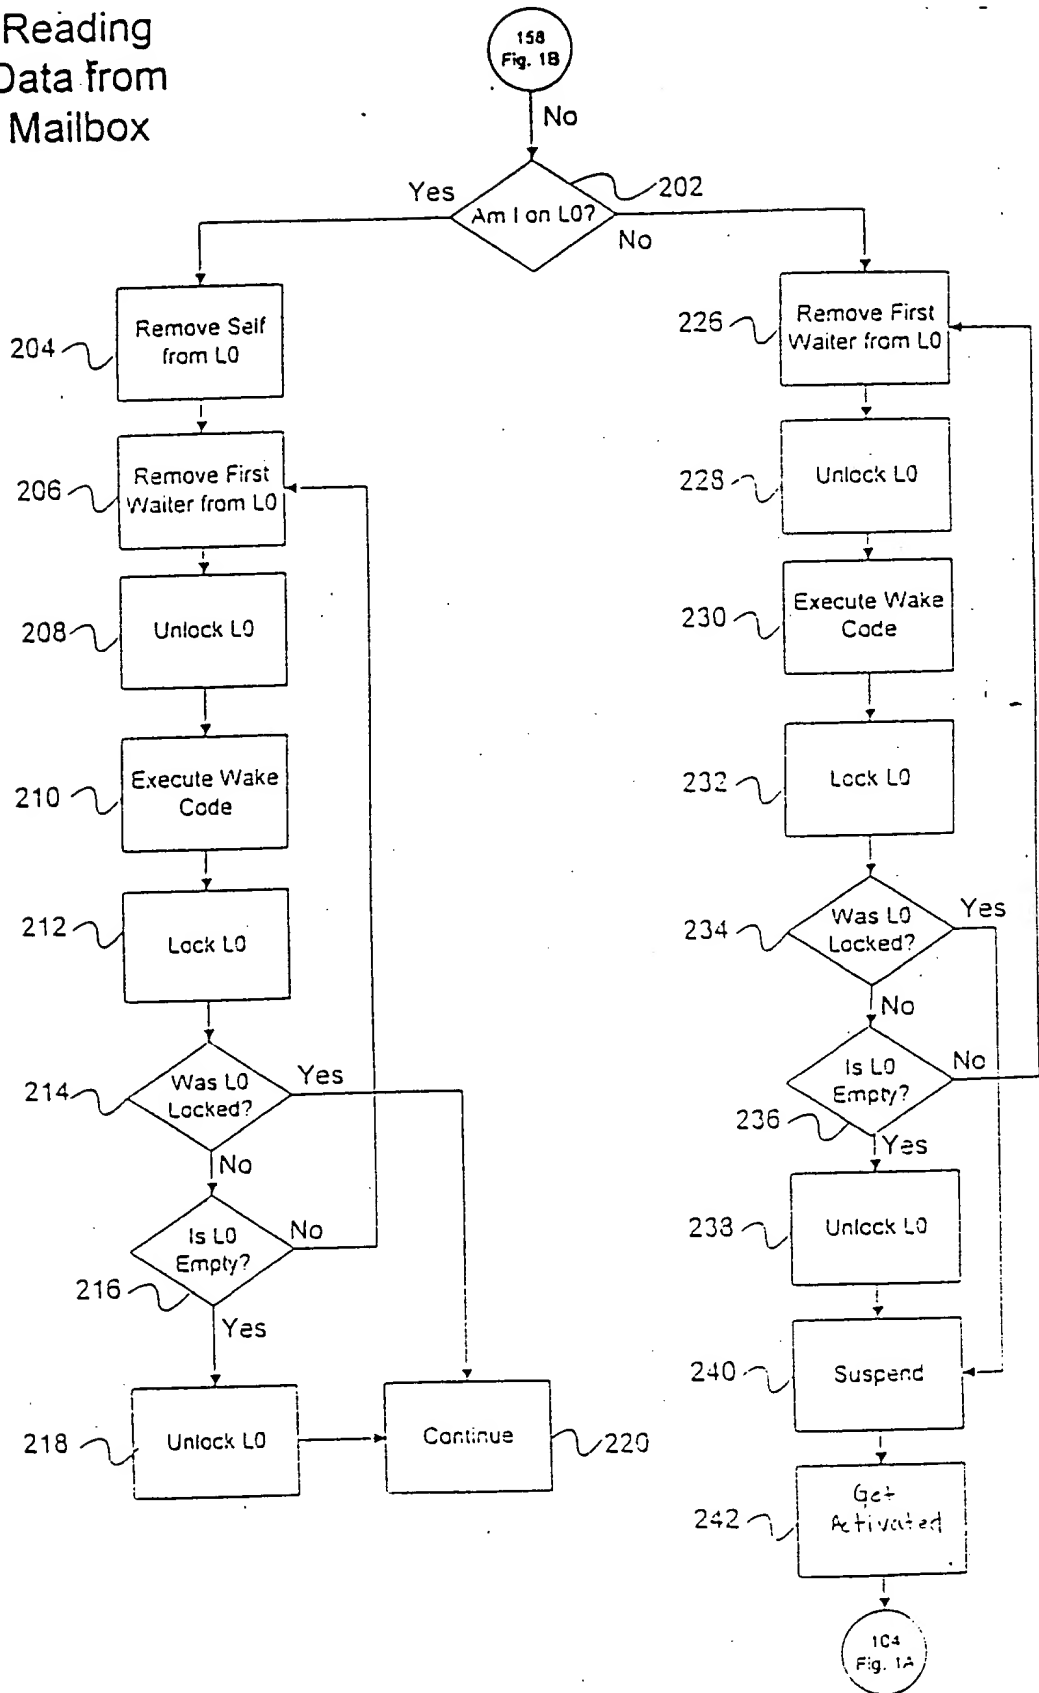 Reading
Data from
Mailbox
158
Fig. 1B
No
Yes
Am I on L0?
202
No
204
Remove Self
from L0
226
Remove First
Waiter from L0
206
Remove First
Waiter from L0
228
Unlock L0
208
Unlock L0
230
Execute Wake
Code
210
Execute Wake
Code
232
Lock L0
212
Lock L0
234
Was L0
Locked?
Yes
No
214
Was L0
Locked?
Yes
No
Is L0
Empty?
No
236
Yes
Is L0
Empty?
No
216
Yes
238
Unlock L0
240
Suspend
218
Unlock L0
Continue
220
242
Get
Activated
104
Fig. 1A